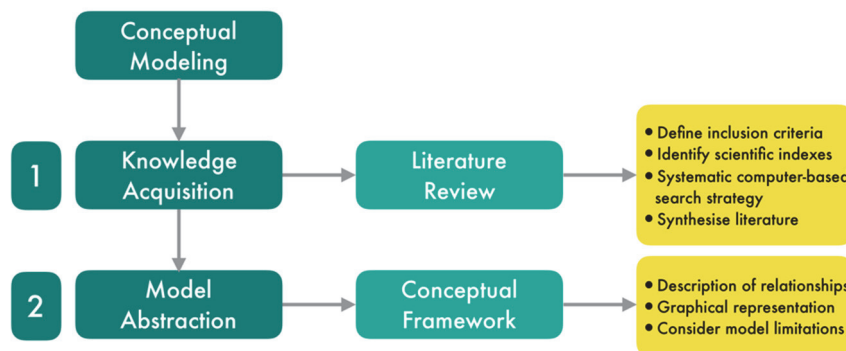 Conceptual
Modeling
1
Knowledge
Acquisition
Literature
Review
• Define inclusion criteria
• Identify scientific indexes
• Systematic computer-based
search strategy
• Synthesise literature
2
Model
Abstraction
Conceptual
Framework
• Description of relationships
• Graphical representation
• Consider model limitations